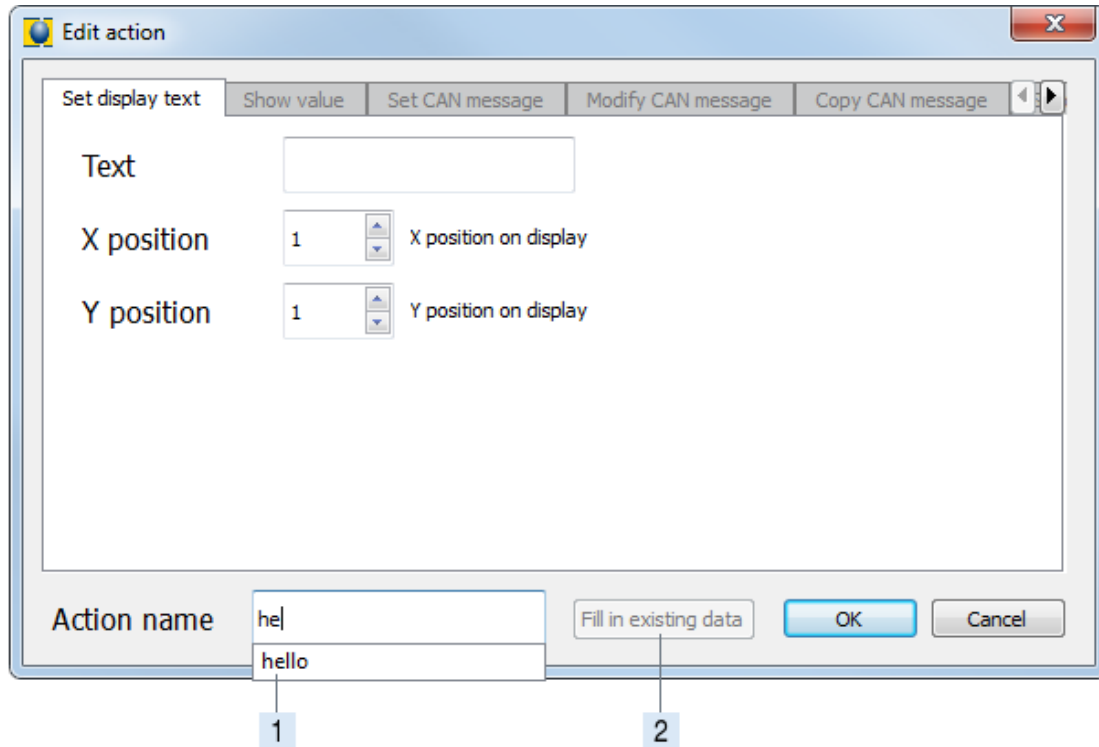 Edit action
Set display text Show value Set CAN message Modify CAN message Copy CAN message
Text
X position 1 X position on display
Y position 1 Y position on display
Action name he Fill in existing data OK Cancel
hello
1 2